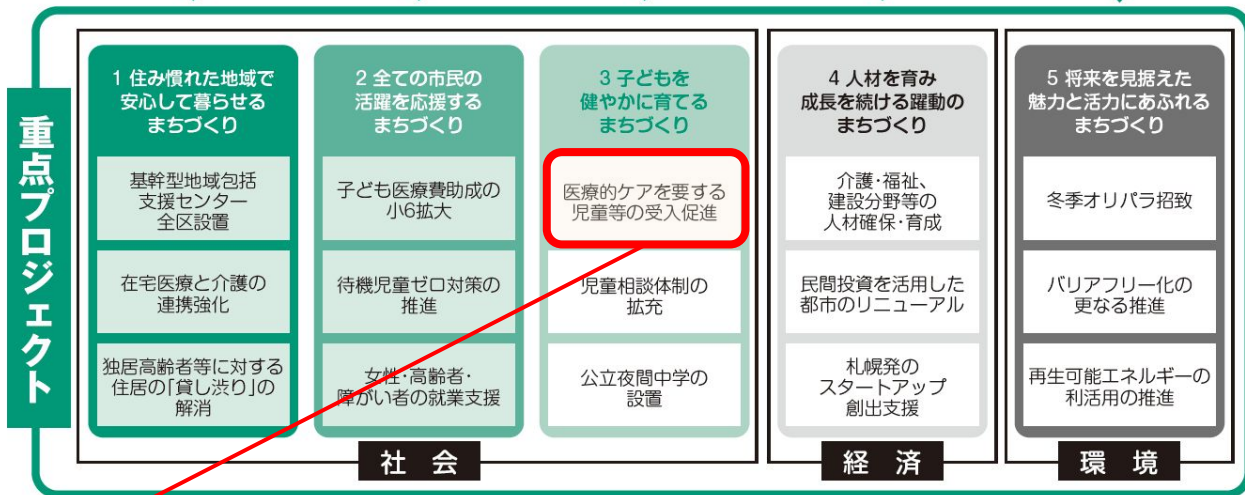 重点プロジェクト
1 住み慣れた地域で
安心して暮らせる
まちづくり
基幹型地域包括
支援センター
全区設置
在宅医療と介護の
連携強化
独居高齢者等に対する
住居の「貸し渋り」の
解消
2 全ての市民の
活躍を応援する
まちづくり
子ども医療費助成の
小6拡大
待機児童ゼロ対策の
推進
女性・高齢者・
障がい者の就業支援
3 子どもを
健やかに育てる
まちづくり
医療的ケアを要する
児童等の受入促進
児童相談体制の
拡充
公立夜間中学の
設置
社会
4 人材を育み
成長を続ける躍動の
まちづくり
介護・福祉、
建設分野等の
人材確保・育成
民間投資を活用した
都市のリニューアル
札幌発の
スタートアップ
創出支援
経済
5 将来を見据えた
魅力と活力にあふれる
まちづくり
冬季オリパラ招致
バリアフリー化の
更なる推進
再生可能エネルギーの
利活用の推進
環境